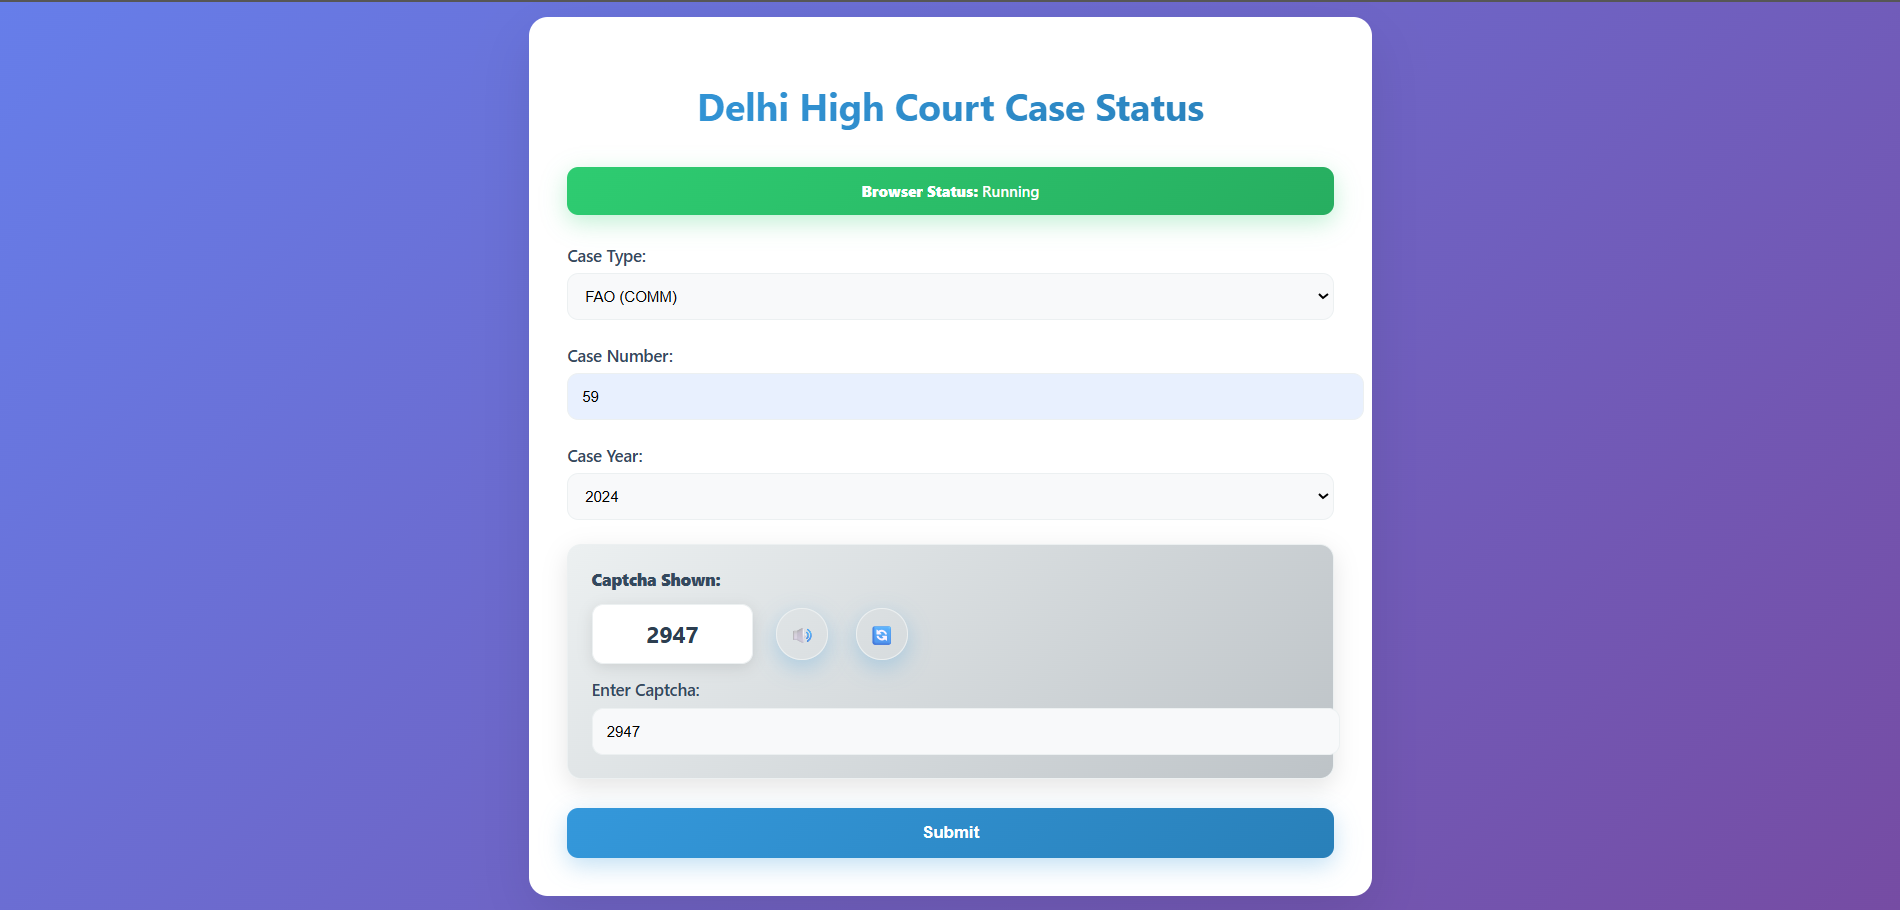 Delhi High Court Case Status
Browser Status: Running
Case Type:
FAO (COMM)
Case Number:
59
Case Year:
2024
Captcha Shown:
2947
Enter Captcha:
2947
Submit